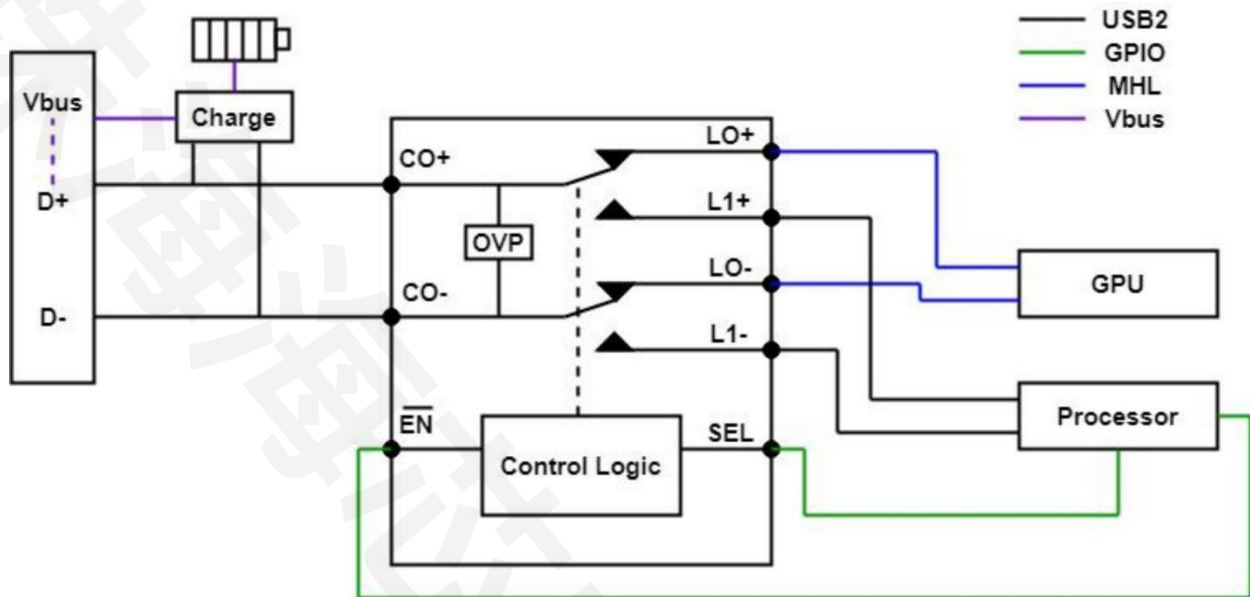 USB2
GPIO
MHL
Vbus
Vbus
D+
D-
Charge
CO+
CO-
OVP
LO+
L1+
LO-
L1-
EN
SEL
Control Logic
GPU
Processor